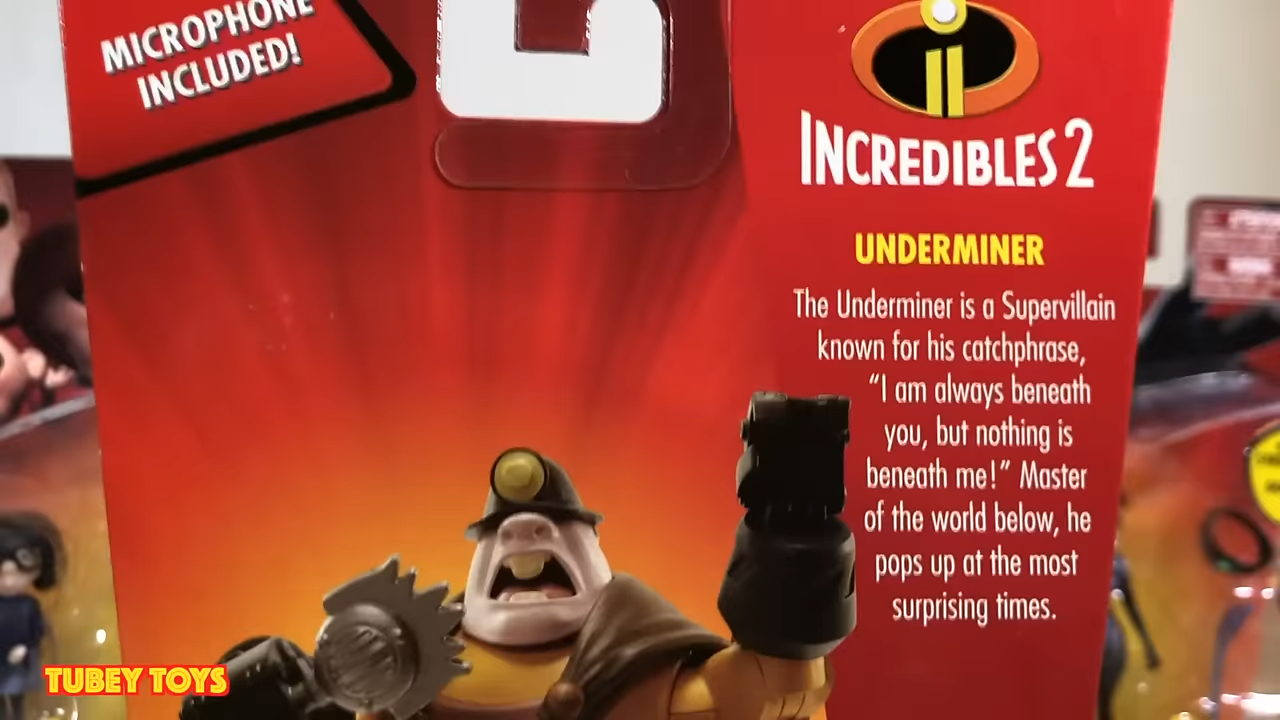 MICROPHONE
INCLUDED!
INCREDIBLES 2
UNDERMINER
The Underminer is a Supervillain
known for his catchphrase,
“I am always beneath
you, but nothing is
beneath me!” Master
of the world below, he
pops up at the most
surprising times.
TUBEY TOYS